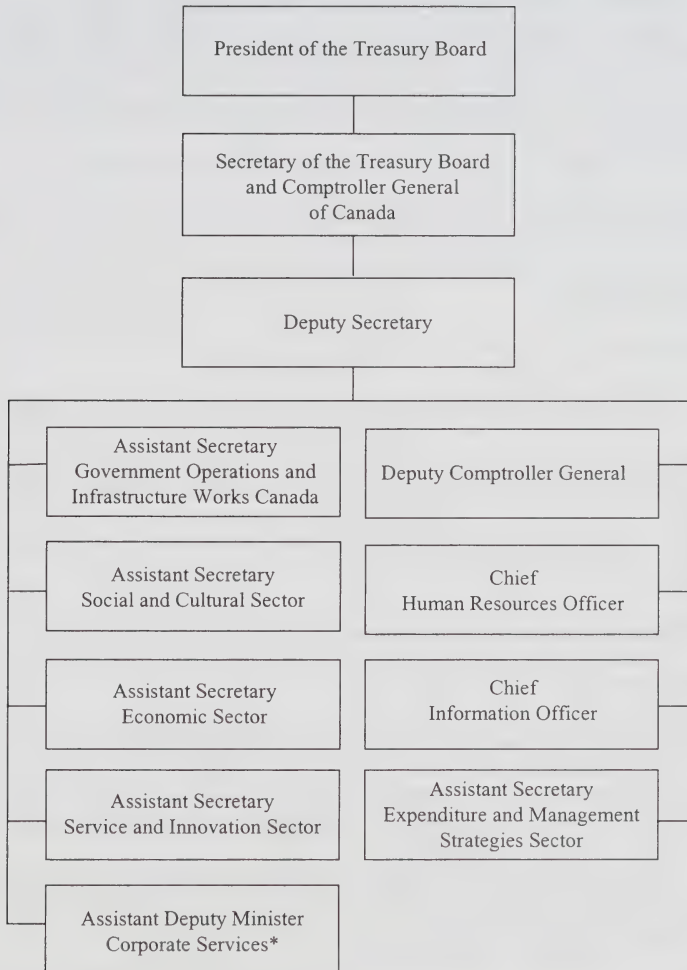 President of the Treasury Board
Secretary of the Treasury Board
and Comptroller General
of Canada
Deputy Secretary
Assistant Secretary
Government Operations and
Infrastructure Works Canada
Deputy Comptroller General
Assistant Secretary
Social and Cultural Sector
Chief
Human Resources Officer
Assistant Secretary
Economic Sector
Chief
Information Officer
Assistant Secretary
Service and Innovation Sector
Assistant Secretary
Expenditure and Management
Strategies Sector
Assistant Deputy Minister
Corporate Services*